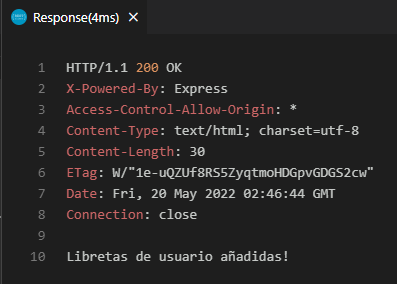 Response(4ms) ×
1 HTTP/1.1 200 OK
2 X-Powered-By: Express
3 Access-Control-Allow-Origin: *
4 Content-Type: text/html; charset=utf-8
5 Content-Length: 30
6 ETag: W/"1e-uQZUf8RS5ZyqtmoHDGpvGDGS2cw"
7 Date: Fri, 20 May 2022 02:46:44 GMT
8 Connection: close
9
10 Libretas de usuario añadidas!